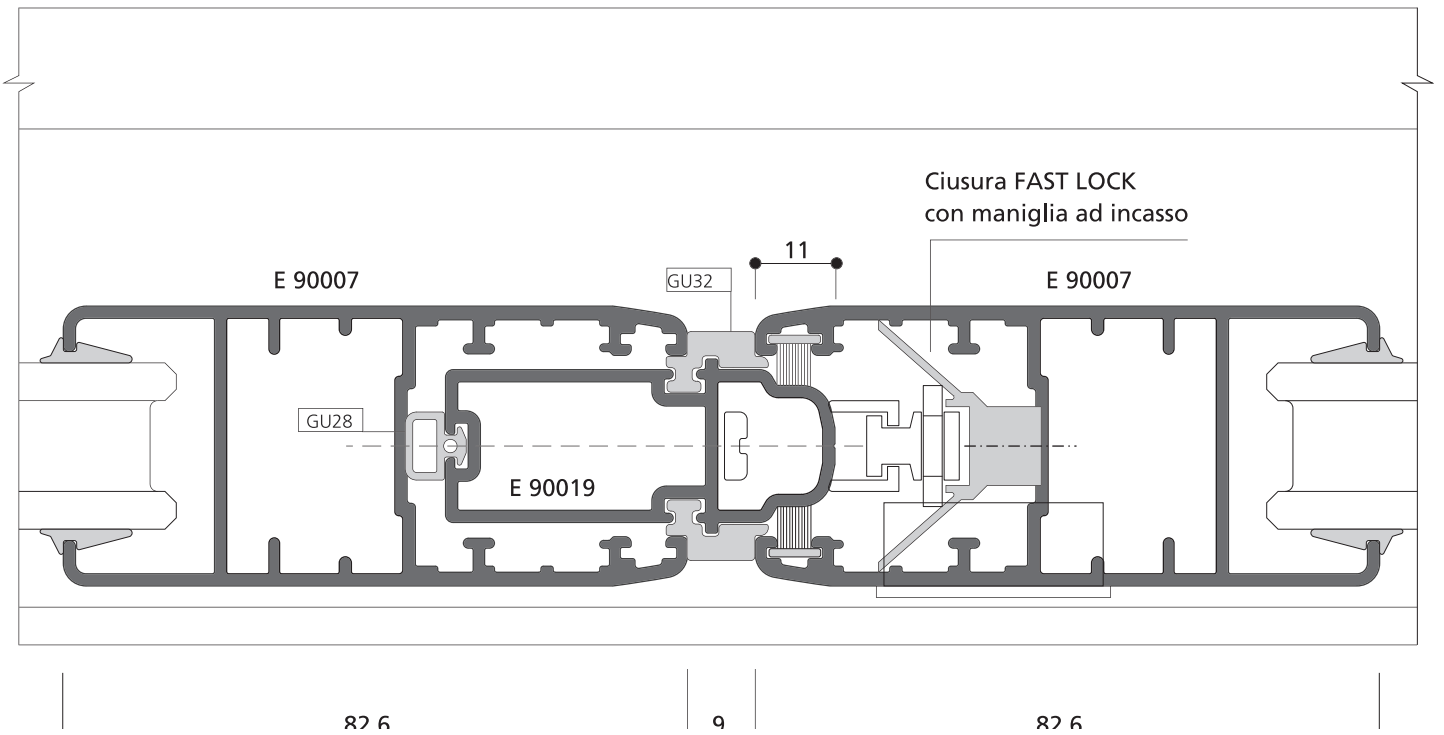 Ciusura FAST LOCK
con maniglia ad incasso
11
E 90007
GU32
E 90007
GU28
E 90019
82.6
9
82.6